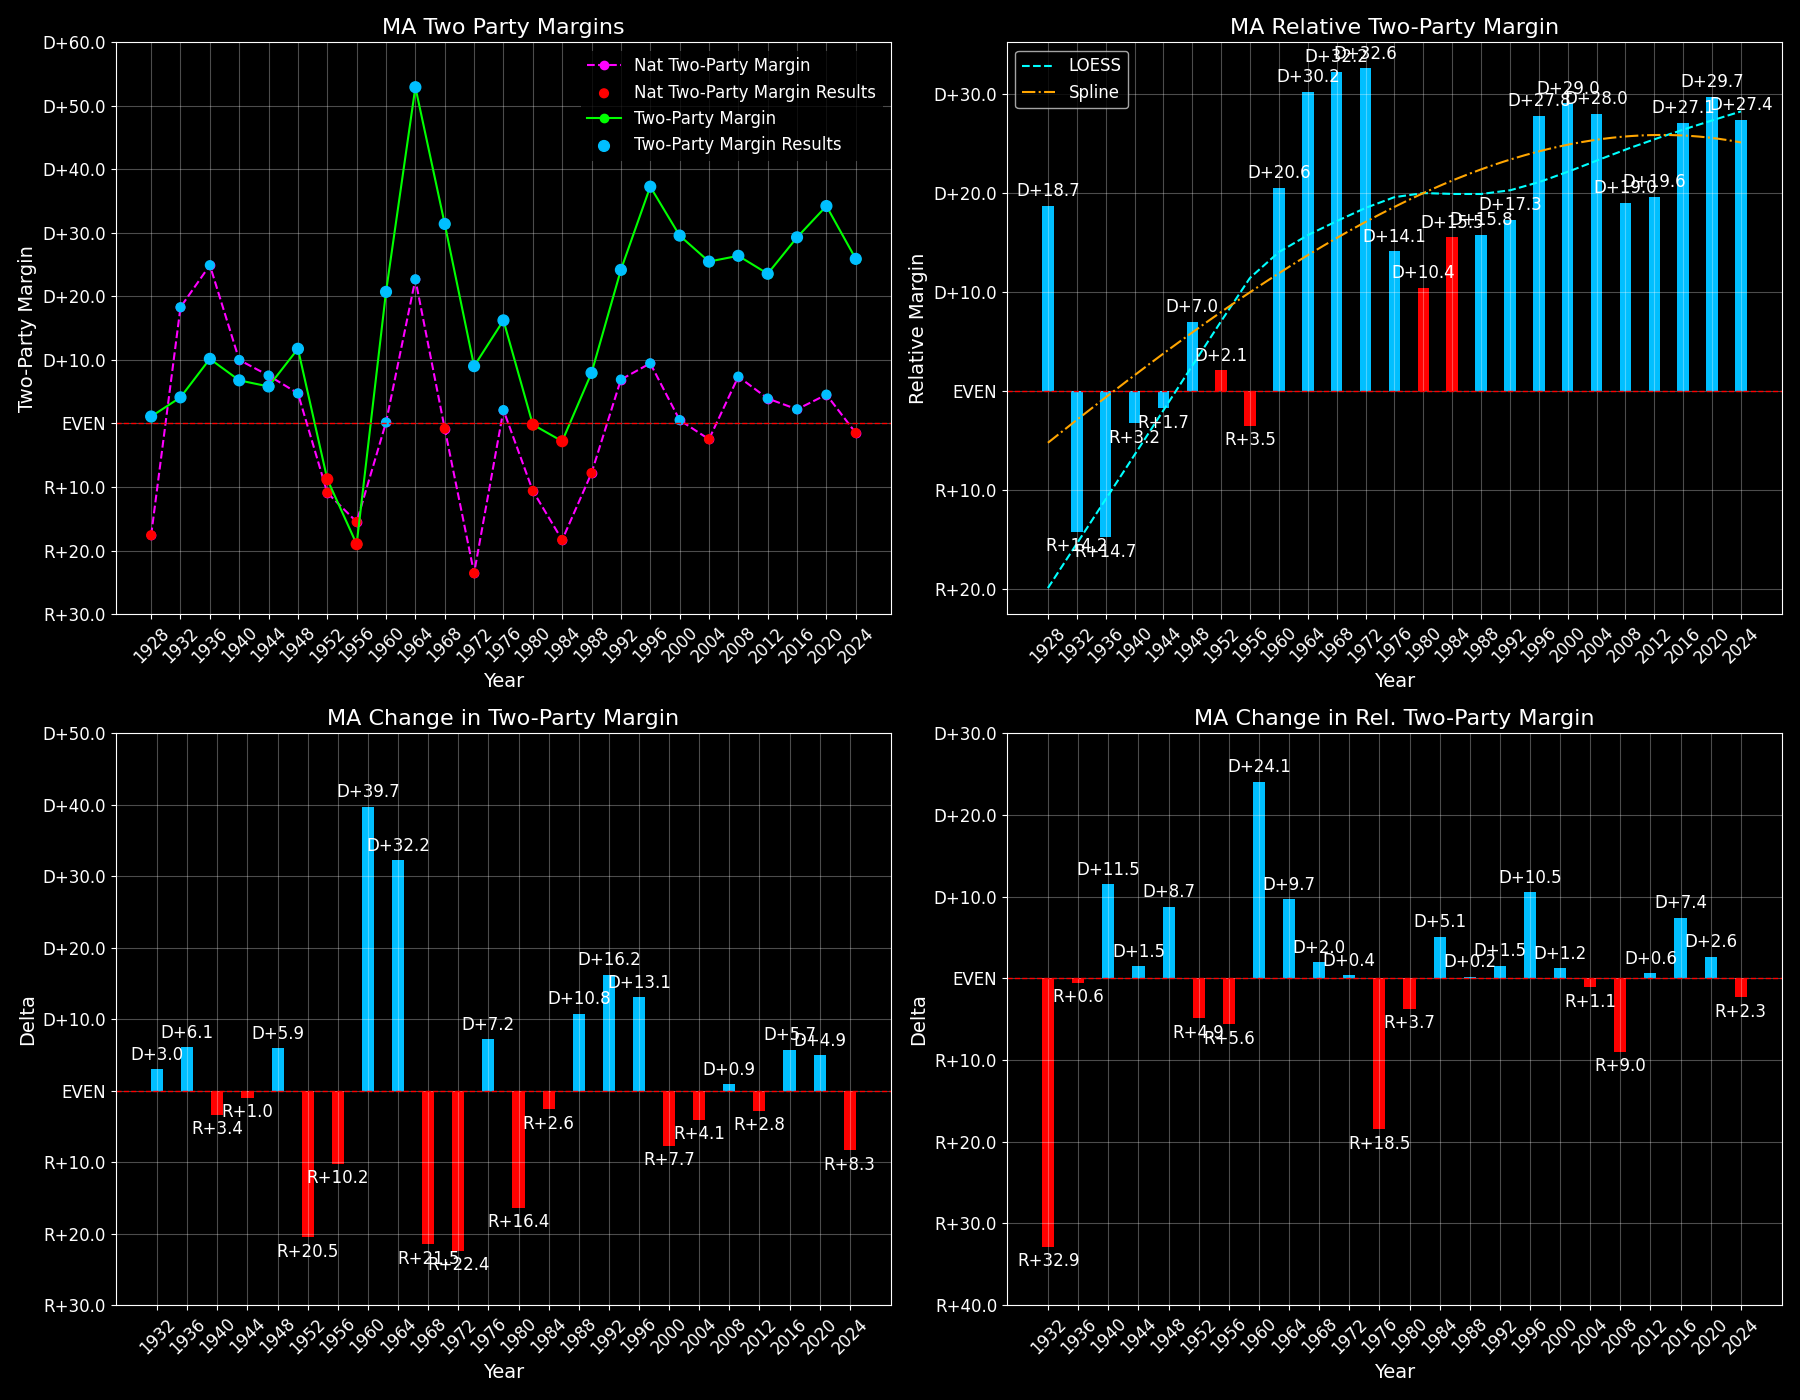 MA Two Party Margins
D+60.0
D+50.0
D+40.0
D+30.0
D+20.0
D+10.0
EVEN
R+10.0
R+20.0
R+30.0
Two-Party Margin
Nat Two-Party Margin
Nat Two-Party Margin Results
Two-Party Margin
Two-Party Margin Results
1928 1932 1936 1940 1944 1948 1952 1956 1960 1964 1968 1972 1976 1980 1984 1988 1992 1996 2000 2004 2008 2012 2016 2020 2024
Year
MA Relative Two-Party Margin
D+30.0
D+20.0
D+10.0
EVEN
R+10.0
R+20.0
Relative Margin
LOESS
Spline
D+18.7
R+14.2
R+14.7
R+3.2
R+1.7
D+7.0
D+2.1
R+3.5
D+20.6
D+30.2
D+32.2
D+32.6
D+14.1
D+10.4
D+15.5
D+15.8
D+17.3
D+27.8
D+29.0
D+28.0
D+19.0
D+19.6
D+27.1
D+29.7
D+27.4
1928 1932 1936 1940 1944 1948 1952 1956 1960 1964 1968 1972 1976 1980 1984 1988 1992 1996 2000 2004 2008 2012 2016 2020 2024
Year
MA Change in Two-Party Margin
D+50.0
D+40.0
D+30.0
D+20.0
D+10.0
EVEN
R+10.0
R+20.0
R+30.0
Delta
D+3.0
D+6.1
R+3.4
R+1.0
D+5.9
R+20.5
R+10.2
D+39.7
D+32.2
R+21.5
R+22.4
D+7.2
R+16.4
R+2.6
D+10.8
D+16.2
D+13.1
R+7.7
R+4.1
D+0.9
R+2.8
D+5.7
D+4.9
R+8.3
1932 1936 1940 1944 1948 1952 1956 1960 1964 1968 1972 1976 1980 1984 1988 1992 1996 2000 2004 2008 2012 2016 2020 2024
Year
MA Change in Rel. Two-Party Margin
D+30.0
D+20.0
D+10.0
EVEN
R+10.0
R+20.0
R+30.0
R+40.0
Delta
R+32.9
R+0.6
D+11.5
D+1.5
D+8.7
R+4.9
R+5.6
D+24.1
D+9.7
D+2.0
D+0.4
R+18.5
R+3.7
D+5.1
D+0.2
D+1.5
D+10.5
D+1.2
R+1.1
R+9.0
D+0.6
D+7.4
D+2.6
R+2.3
1932 1936 1940 1944 1948 1952 1956 1960 1964 1968 1972 1976 1980 1984 1988 1992 1996 2000 2004 2008 2012 2016 2020 2024
Year